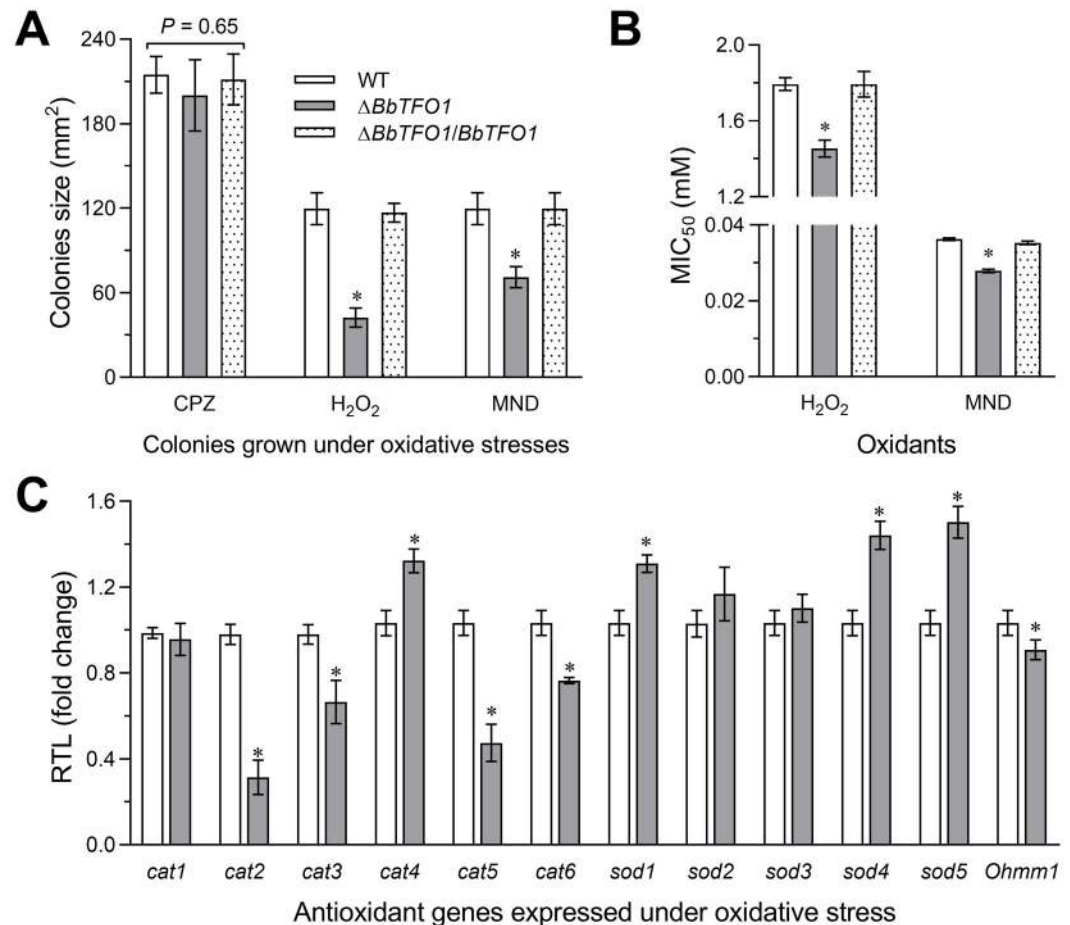 A
P = 0.65
240
180
120
60
0
Colonies size (mm²)
WT
ΔBbTFO1
ΔBbTFO1/BbTFO1
*
*
CPZ
H₂O₂
MND
Colonies grown under oxidative stresses
B
1.8
1.6
1.2
0.04
0.02
0.00
MIC₅₀ (mM)
*
*
H₂O₂
MND
Oxidants
C
1.6
1.2
0.8
0.4
0.0
RTL (fold change)
* * * * * * * * *
cat1 cat2 cat3 cat4 cat5 cat6 sod1 sod2 sod3 sod4 sod5 Ohmm1
Antioxidant genes expressed under oxidative stress